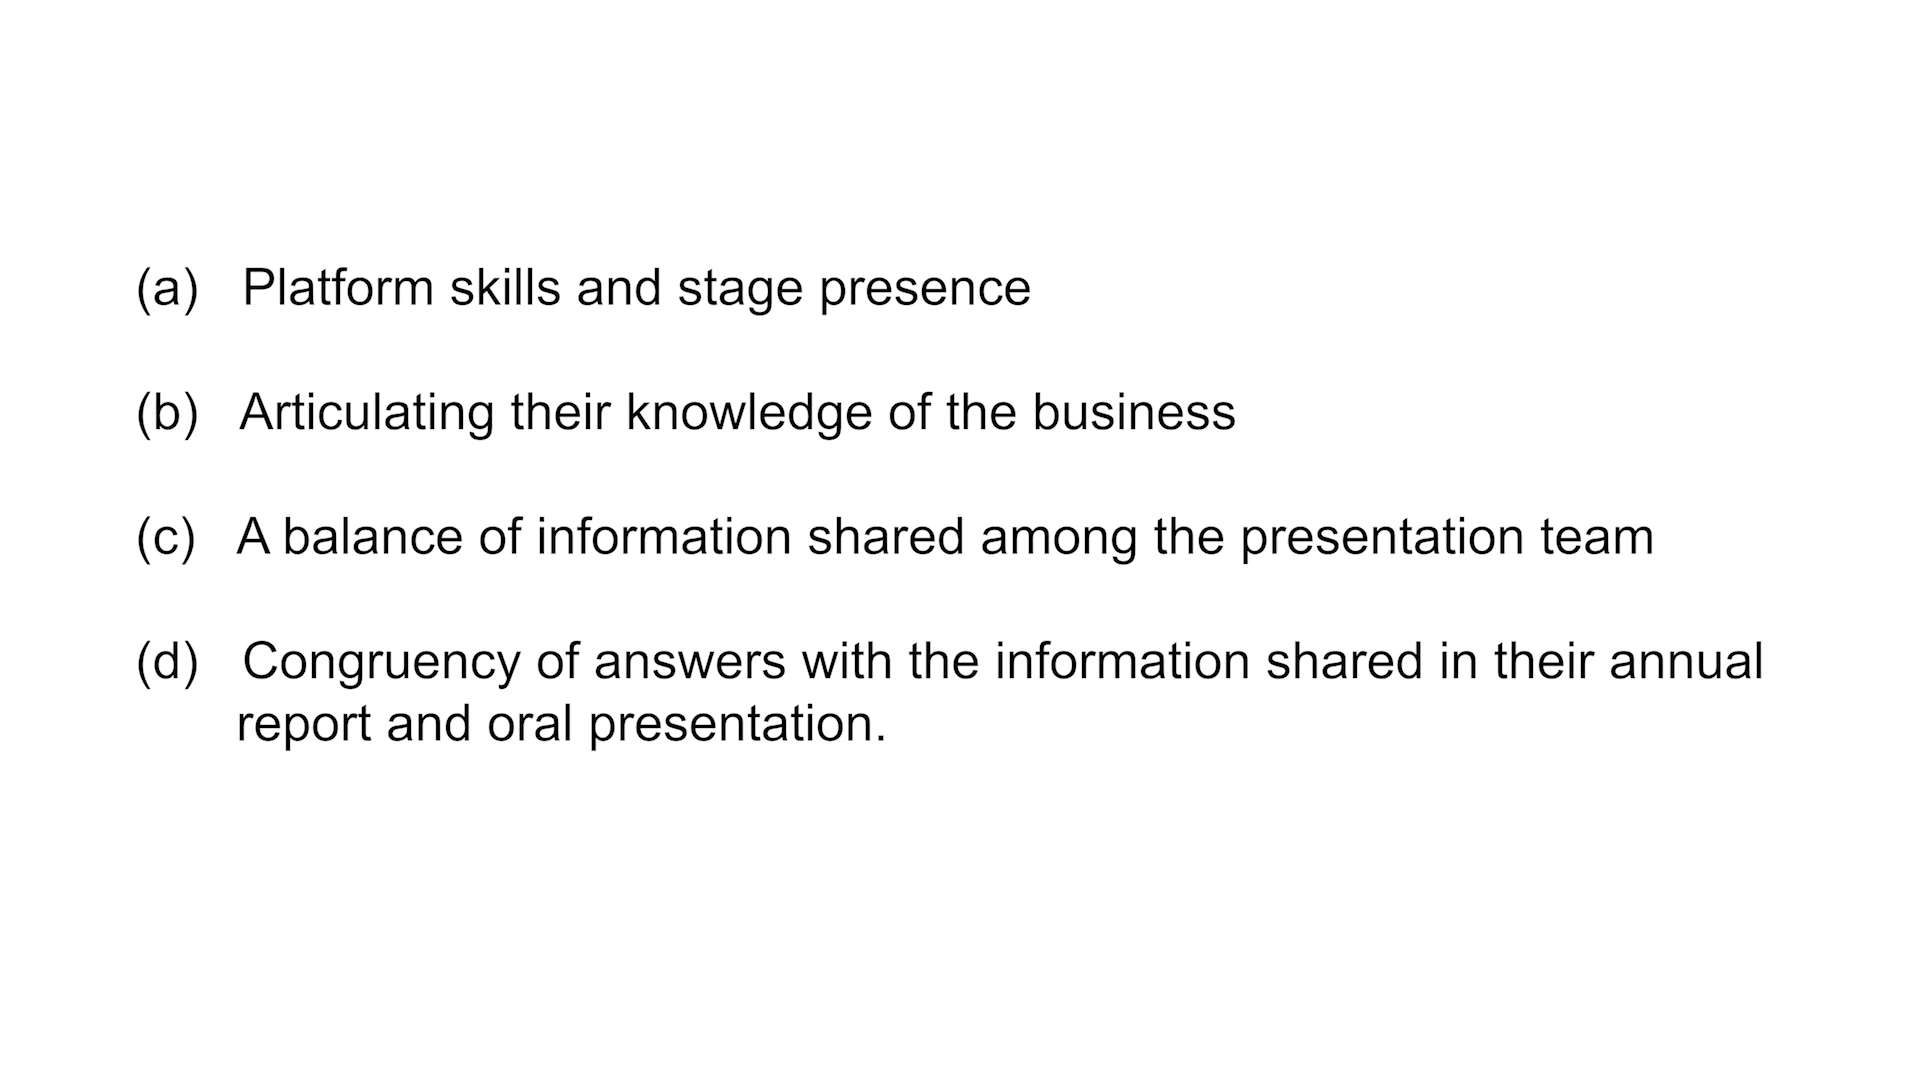 (a) Platform skills and stage presence
(b) Articulating their knowledge of the business
(c) A balance of information shared among the presentation team
(d) Congruency of answers with the information shared in their annual
report and oral presentation.